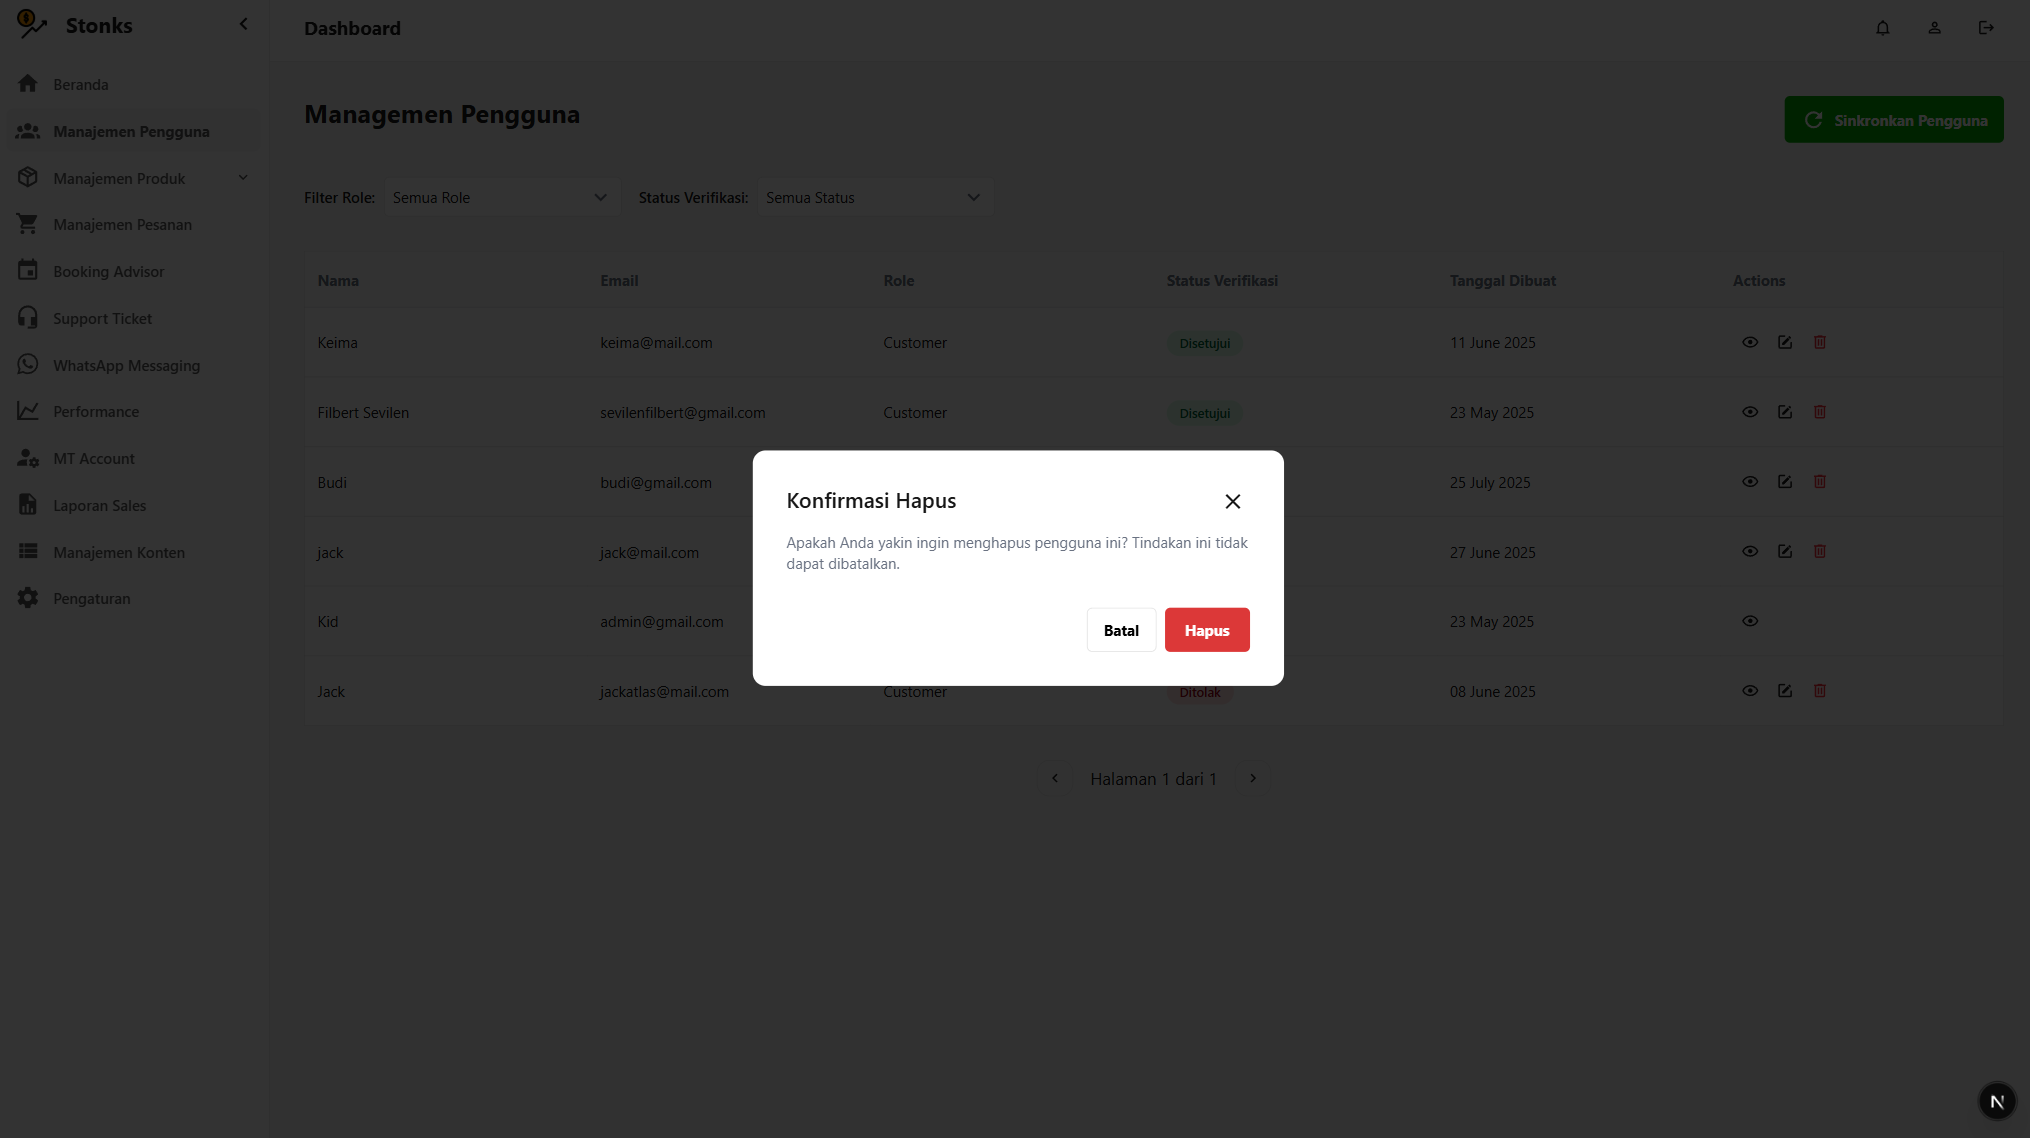 Stonks
Dashboard
Beranda
Manajemen Pengguna
Manajemen Produk
Manajemen Pesanan
Booking Advisor
Support Ticket
WhatsApp Messaging
Performance
MT Account
Laporan Sales
Manajemen Konten
Pengaturan
Managemen Pengguna
Sinkronkan Pengguna
Filter Role: Semua Role Status Verifikasi: Semua Status
Nama Email Role Status Verifikasi Tanggal Dibuat Actions
Keima keima@mail.com Customer Disetujui 11 June 2025
Filbert Sevilen sevilenfilbert@gmail.com Customer Disetujui 23 May 2025
Budi budi@gmail.com 25 July 2025
jack jack@mail.com 27 June 2025
Kid admin@gmail.com 23 May 2025
Jack jackatlas@mail.com Customer Ditolak 08 June 2025
Konfirmasi Hapus
Apakah Anda yakin ingin menghapus pengguna ini? Tindakan ini tidak
dapat dibatalkan.
Batal Hapus
Halaman 1 dari 1
N